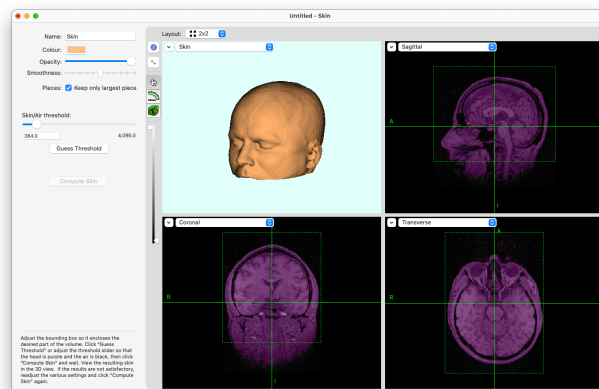 Untitled - Skin
Name: Skin
Colour:
Opacity:
Smoothness:
Pieces: Keep only largest piece
Skin/Air threshold:
384.0 4,095.0
Guess Threshold
Compute Skin
Adjust the bounding box so it encloses the
desired part of the volume. Click "Guess
Threshold" or adjust the threshold slider so that
the head is purple and the air is black, then click
"Compute Skin" and wait. View the resulting skin
in the 3D view. If the results are not satisfactory,
readjust the various settings and click "Compute
Skin" again.
Layout: 2x2
Skin
Sagittal
A
I
Coronal
R
I
Transverse
A
R